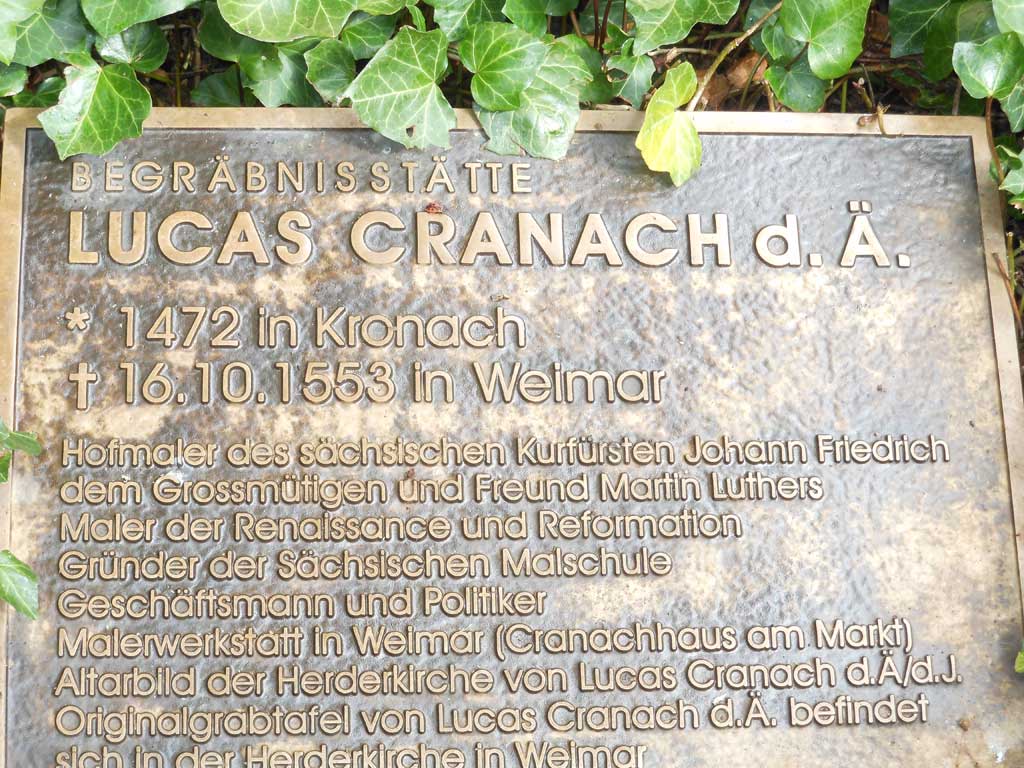 BEGRÄBNISSTÄTTE
LUCAS CRANACH d. Ä.
* 1472 in Kronach
† 16.10.1553 in Weimar
Hofmaler des sächsischen Kurfürsten Johann Friedrich
dem Grossmütigen und Freund Martin Luthers
Maler der Renaissance und Reformation
Gründer der Sächsischen Malschule
Geschäftsmann und Politiker
Malerwerkstatt in Weimar (Cranachhaus am Markt)
Altarbild der Herderkirche von Lucas Cranach d.Ä/d.J.
Originalgrabtafel von Lucas Cranach d.Ä. befindet
sich in der Herderkirche in Weimar